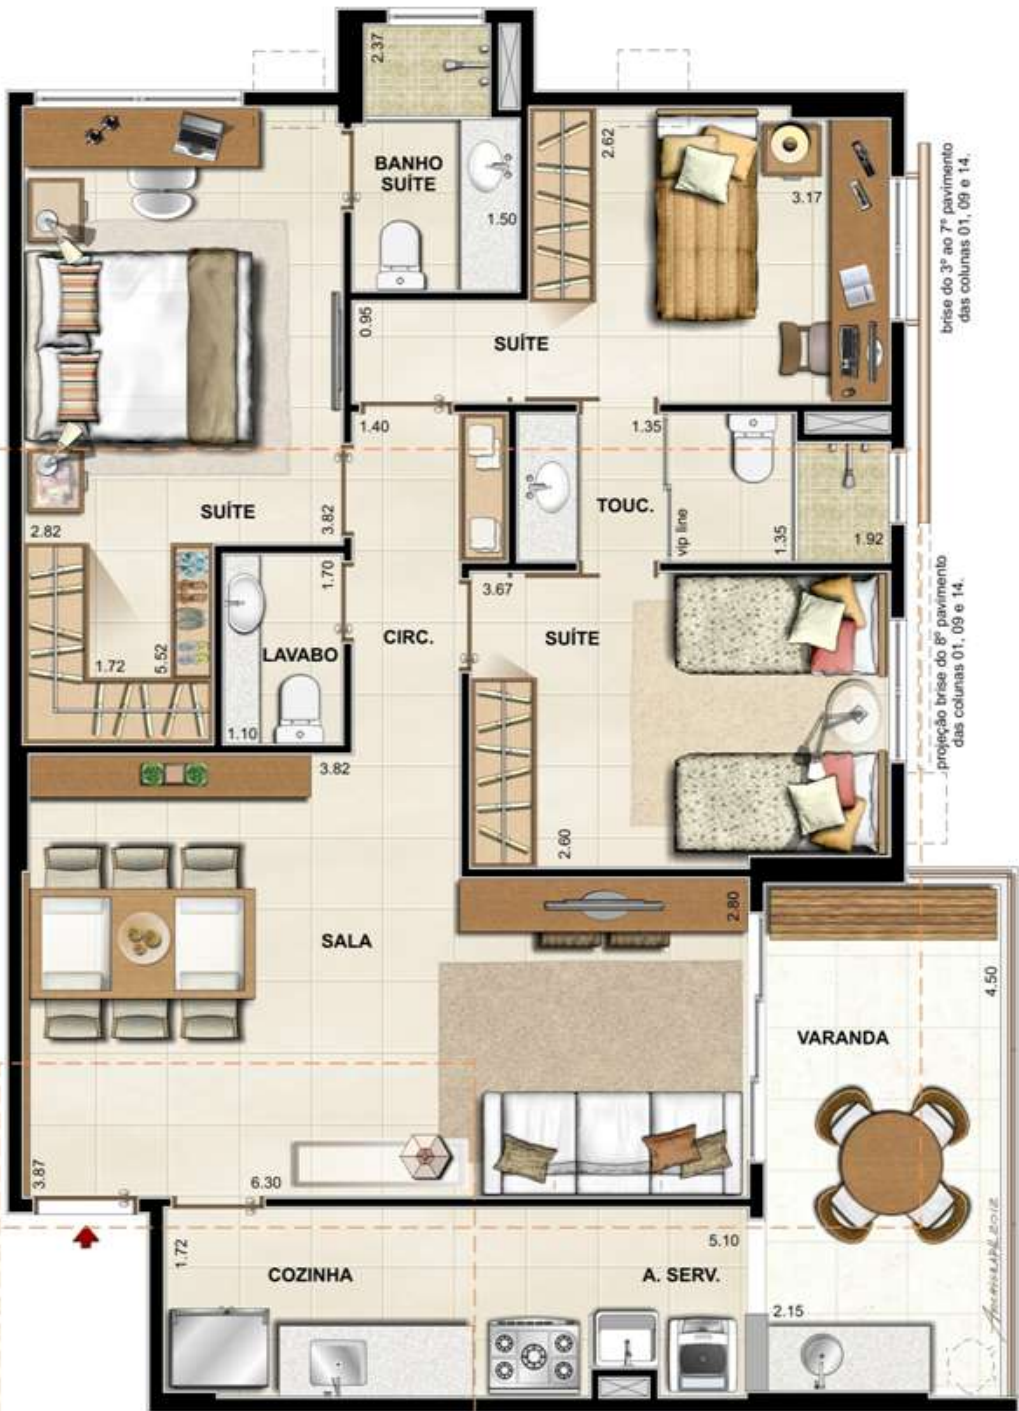 2.37
BANHO
SUÍTE
1.50
2.62
3.17
brise do 3º ao 7º pavimento
das colunas 01, 09 e 14.
0.95
SUÍTE
1.40
1.35
TOUC.
vip line
1.35
1.92
SUÍTE
2.82
3.82
1.70
3.67
CIRC.
SUÍTE
LAVABO
1.72
5.52
1.10
projeção brise do 8º pavimento
das colunas 01, 09 e 14.
3.82
2.60
2.80
SALA
4.50
VARANDA
3.87
6.30
1.72
5.10
COZINHA
A. SERV.
2.15
2012